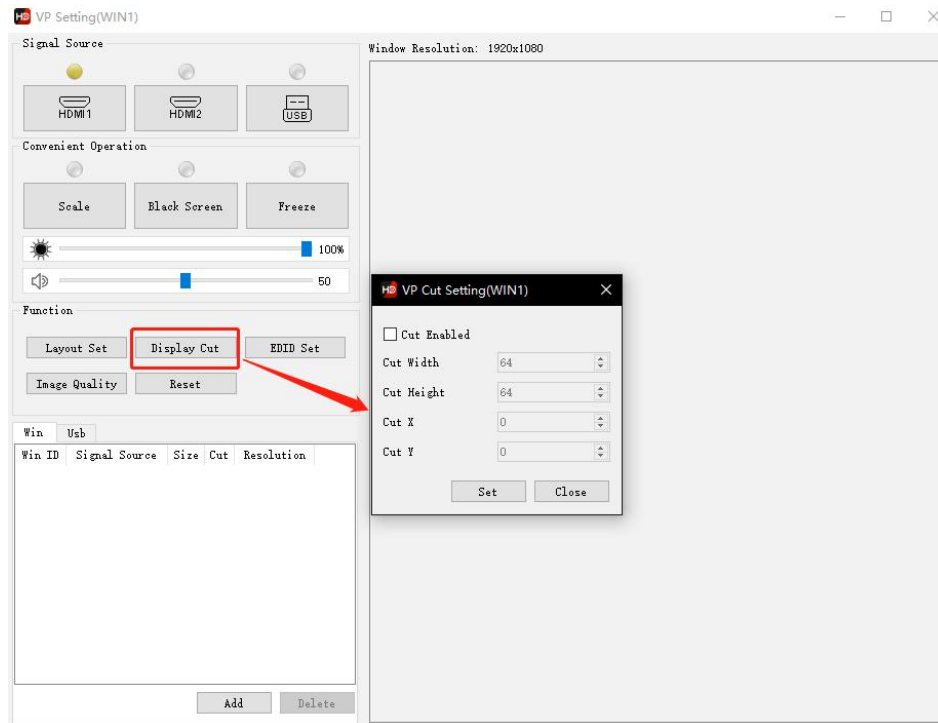 HD VP Setting(WIN1)
Signal Source
HDMI1 HDMI2 USB
Convenient Operation
Scale Black Screen Freeze
100%
50
Function
Layout Set Display Cut EDID Set
Image Quality Reset
Win Usb
Win ID Signal Source Size Cut Resolution
Add Delete
Window Resolution: 1920x1080
HD VP Cut Setting(WIN1)
Cut Enabled
Cut Width 64
Cut Height 64
Cut X 0
Cut Y 0
Set Close